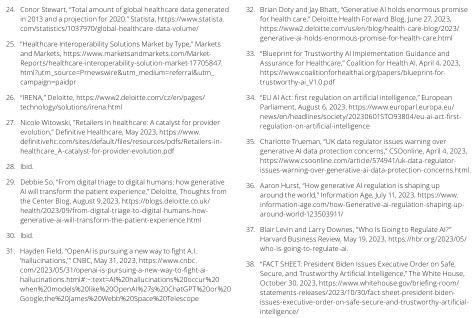 24. Conor Stewart, "Total amount of global healthcare data generated
in 2013 and a projection for 2020," Statista, https://www.statista.
com/statistics/1037970/global-healthcare-data-volume/
25. "Healthcare Interoperability Solutions Market by Type," Markets
and Markets, https://www.marketsandmarkets.com/Market-
Reports/healthcare-interoperability-solution-market-17705847.
html?utm_source=Prnewswire&utm_medium=referral&utm_
campaign=paidpr
26. "IRENA," Deloitte, https://www2.deloitte.com/cz/en/pages/
technology/solutions/irena.html
27. Nicole Witowski, "Retailers in healthcare: A catalyst for provider
evolution," Definitive Healthcare, May 2023, https://www.
definitivehc.com/sites/default/files/resources/pdfs/Retailers-in-
healthcare_A-catalyst-for-provider-evolution.pdf
28. Ibid.
29. Debbie So, "From digital triage to digital humans: how generative
AI will transform the patient experience," Deloitte, Thoughts from
the Center Blog, August 9,2023, https://blogs.deloitte.co.uk/
health/2023/09/from-digital-triage-to-digital-humans-how-
generative-ai-will-transform-the-patient-experience.html
30. Ibid.
31. Hayden Field, "OpenAI is pursuing a new way to fight A.I.
'hallucinations,'" CNBC, May 31, 2023, https://www.cnbc.
com/2023/05/31/openai-is-pursuing-a-new-way-to-fight-ai-
hallucinations.html#:~:text=AI%20hallucinations%20occur%20
when%20models%20like%20OpenAI%27s%20ChatGPT%20or%20
Google,the%20James%20Webb%20Space%20Telescope
32. Brian Doty and Jay Bhatt, "Generative AI holds enormous promise
for health care," Deloitte Health Forward Blog, June 27, 2023,
https://www2.deloitte.com/us/en/blog/health-care-blog/2023/
generative-ai-holds-enormous-promise-for-health-care.html
33. "Blueprint for Trustworthy AI Implementation Guidance and
Assurance for Healthcare," Coalition for Health AI, April 4, 2023,
https://www.coalitionforhealthai.org/papers/blueprint-for-
trustworthy-ai_V1.0.pdf
34. "EU AI Act: first regulation on artificial intelligence," European
Parliament, August 6, 2023, https://www.europarl.europa.eu/
news/en/headlines/society/20230601STO93804/eu-ai-act-first-
regulation-on-artificial-intelligence
35. Charlotte Trueman, "UK data regulator issues warning over
generative AI data protection concerns," CSOonline, April 4, 2023,
https://www.csoonline.com/article/574941/uk-data-regulator-
issues-warning-over-generative-ai-data-protection-concerns.html
36. Aaron Hurst, "How generative AI regulation is shaping up
around the world," Information Age, July 11, 2023, https://www.
information-age.com/how-Generative-ai-regulation-shaping-up-
around-world-123503911/
37. Blair Levin and Larry Downes, "Who Is Going to Regulate AI?"
Harvard Business Review, May 19, 2023, https://hbr.org/2023/05/
who-is-going-to-regulate-ai.
38. "FACT SHEET: President Biden Issues Executive Order on Safe,
Secure, and Trustworthy Artificial Intelligence," The White House,
October 30, 2023, https://www.whitehouse.gov/briefing-room/
statements-releases/2023/10/30/fact-sheet-president-biden-
issues-executive-order-on-safe-secure-and-trustworthy-artificial-
intelligence/